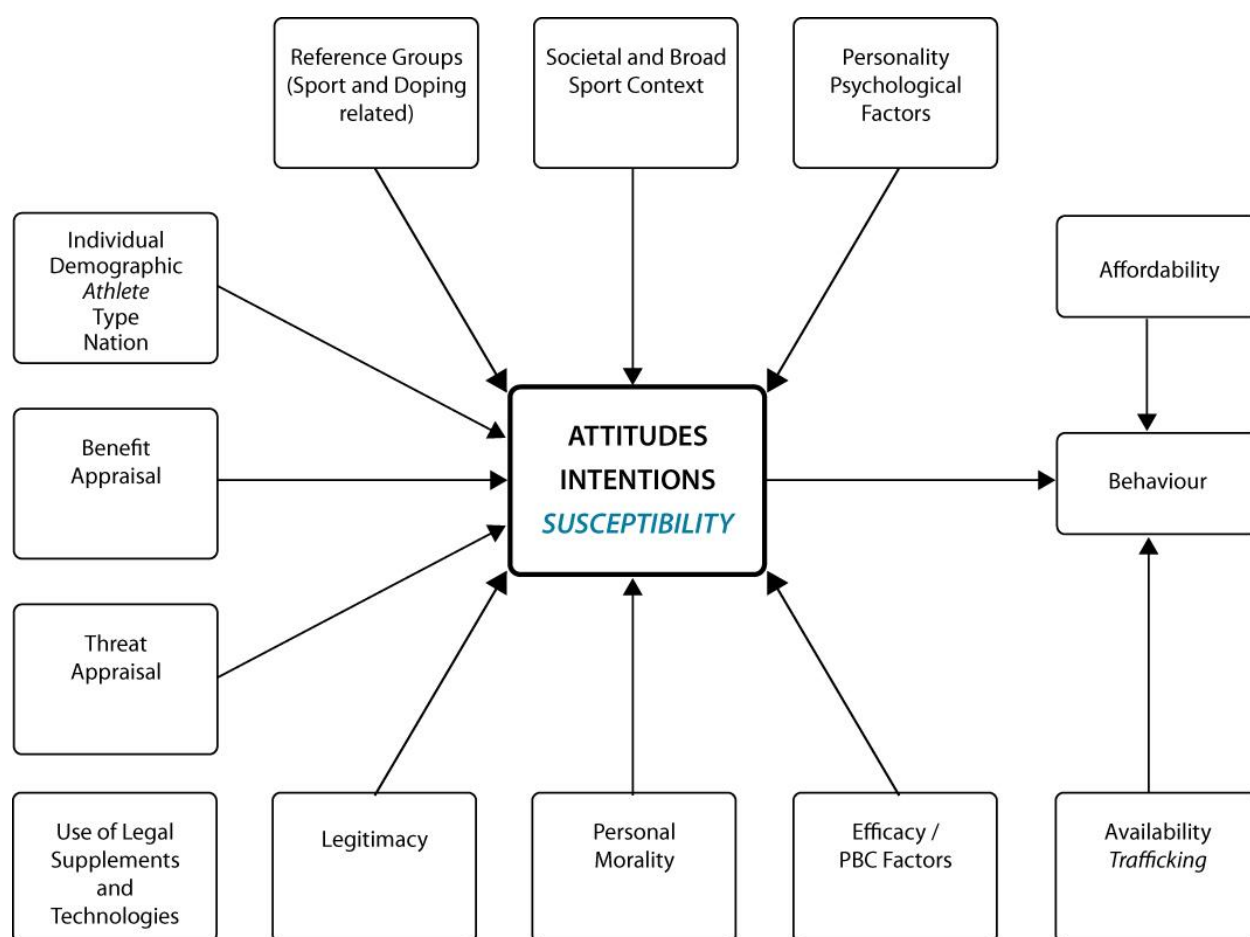 Reference Groups
(Sport and Doping
related)
Societal and Broad
Sport Context
Personality
Psychological
Factors
Individual
Demographic
Athlete
Type
Nation
Affordability
Benefit
Appraisal
ATTITUDES
INTENTIONS
SUSCEPTIBILITY
Behaviour
Threat
Appraisal
Use of Legal
Supplements
and
Technologies
Legitimacy
Personal
Morality
Efficacy /
PBC Factors
Availability
Trafficking